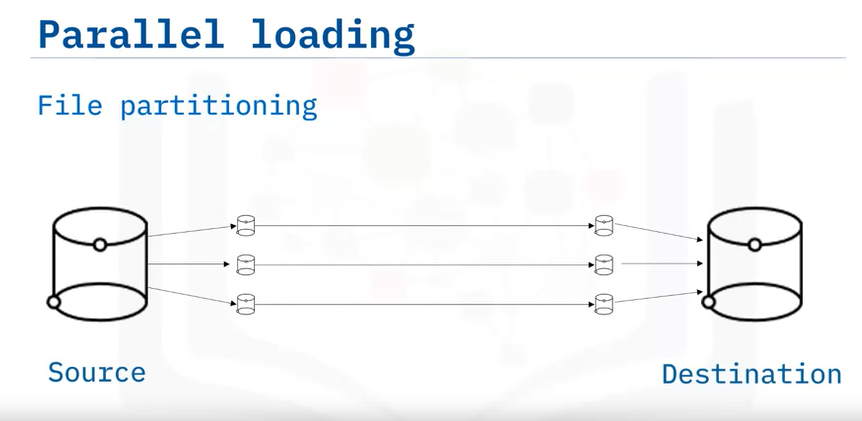 Parallel loading
File partitioning
Source
Destination